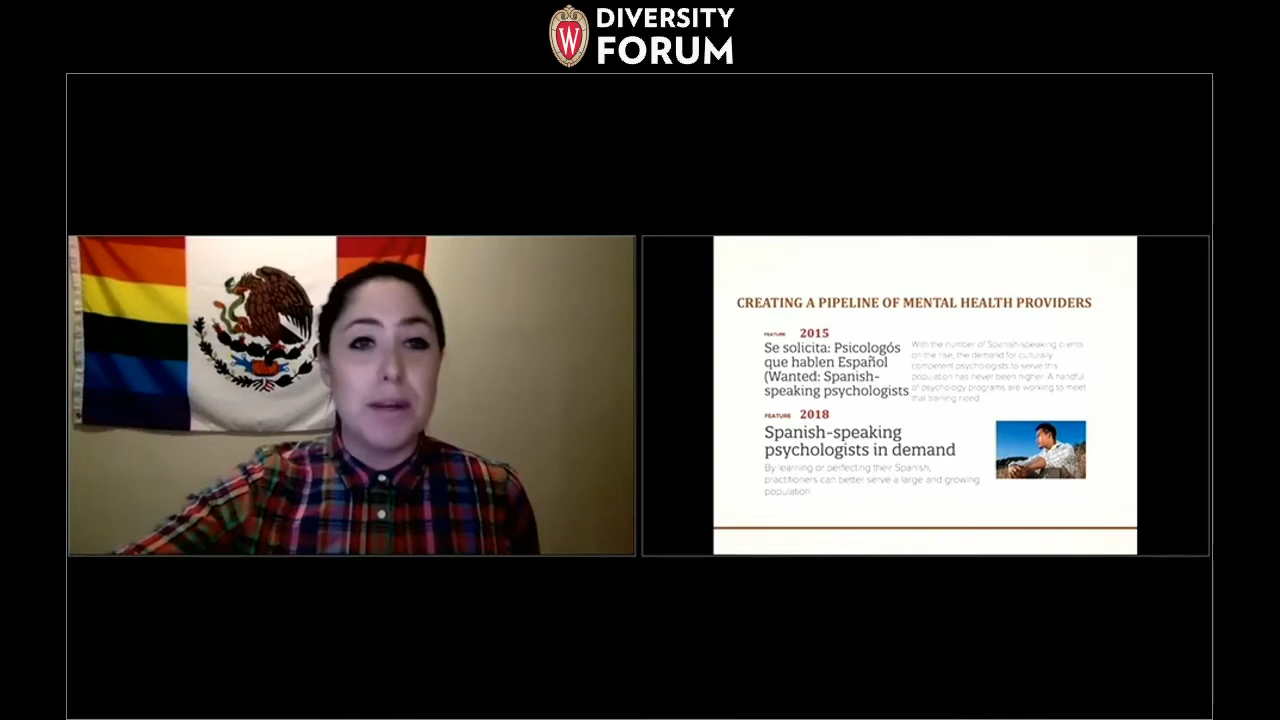 DIVERSITY
FORUM
W
CREATING A PIPELINE OF MENTAL HEALTH PROVIDERS
FEATURE 2015
Se solicita: Psicologós
que hablen Español
(Wanted: Spanish-
speaking psychologists
With the number of Spanish-speaking clients
on the rise, the demand for culturally
competent psychologists to serve this
population has never been higher. A handful
of psychology programs are working to meet
that training need.
FEATURE 2018
Spanish-speaking
psychologists in demand
By learning or perfecting their Spanish,
practitioners can better serve a large and growing
population